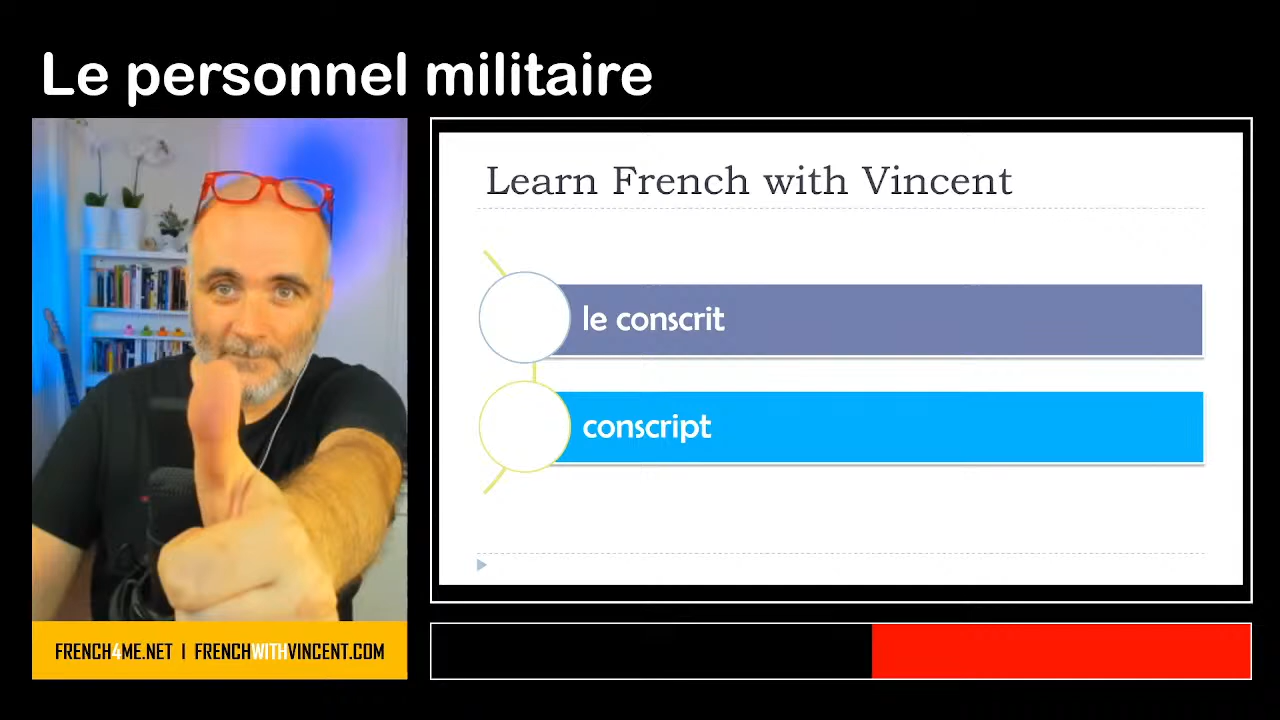 Le personnel militaire
Learn French with Vincent
le conscrit
conscript
FRENCH4ME.NET I FRENCHWITHVINCENT.COM